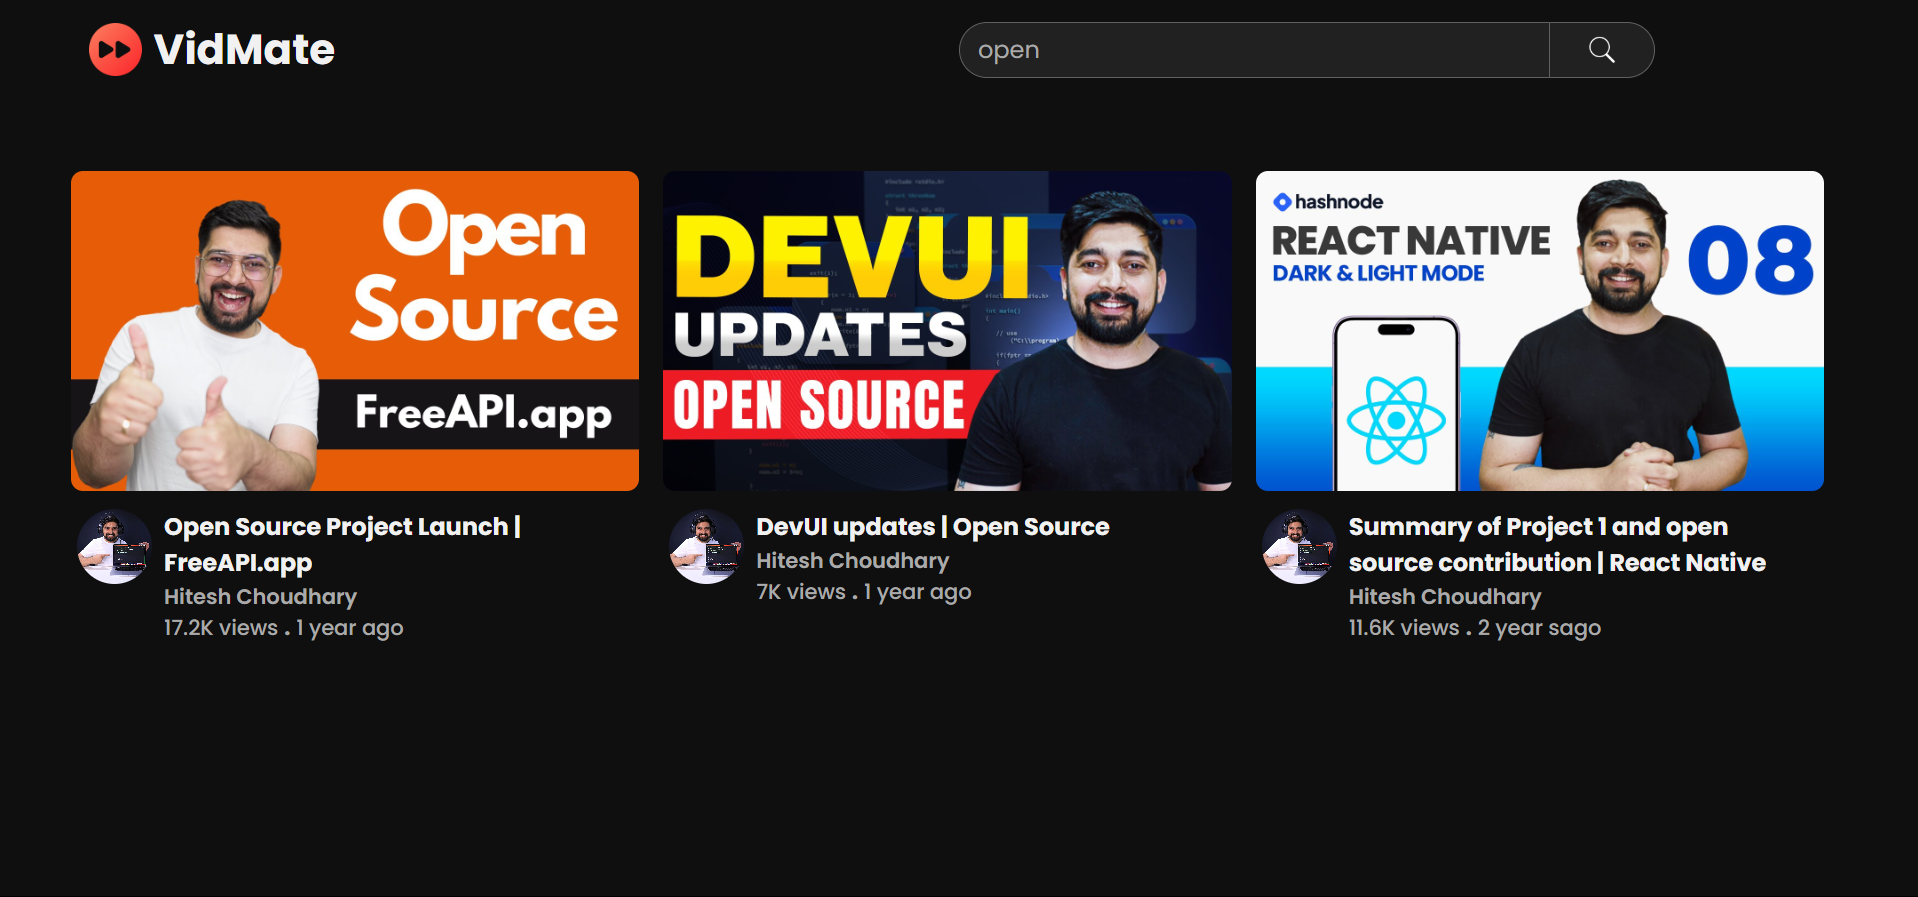 VidMate
open
Open
Source
FreeAPI.app
Open Source Project Launch |
FreeAPI.app
Hitesh Choudhary
17.2K views . 1 year ago
DEVUI
UPDATES
OPEN SOURCE
DevUI updates | Open Source
Hitesh Choudhary
7K views . 1 year ago
hashnode
REACT NATIVE
DARK & LIGHT MODE
08
Summary of Project 1 and open
source contribution | React Native
Hitesh Choudhary
11.6K views . 2 year sago